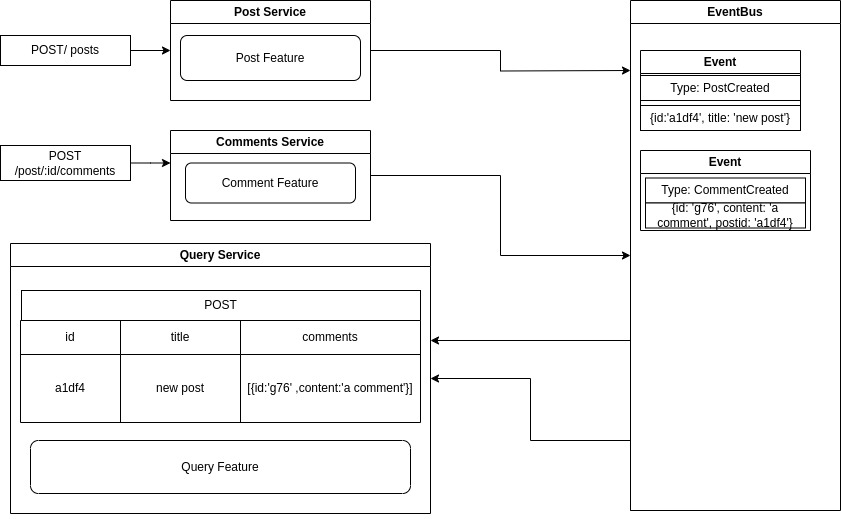 Post Service
POST/ posts
Post Feature
Comments Service
POST
/post/:id/comments
Comment Feature
EventBus
Event
Type: PostCreated
{id:'a1df4', title: 'new post'}
Event
Type: CommentCreated
{id: 'g76', content: 'a
comment', postid: 'a1df4'}
Query Service
POST
id title comments
a1df4 new post [{id:'g76' ,content:'a comment'}]
Query Feature